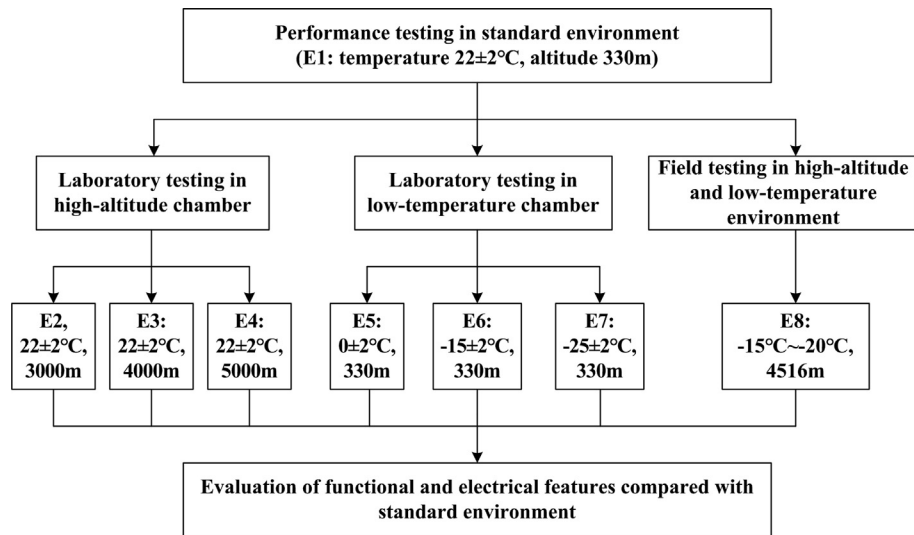 Performance testing in standard environment
(E1: temperature 22±2℃, altitude 330m)
Laboratory testing in
high-altitude chamber
Laboratory testing in
low-temperature chamber
Field testing in high-altitude
and low-temperature
environment
E2,
22±2℃,
3000m
E3:
22±2℃,
4000m
E4:
22±2℃,
5000m
E5:
0±2℃,
330m
E6:
-15±2℃,
330m
E7:
-25±2℃,
330m
E8:
-15℃~-20℃,
4516m
Evaluation of functional and electrical features compared with
standard environment